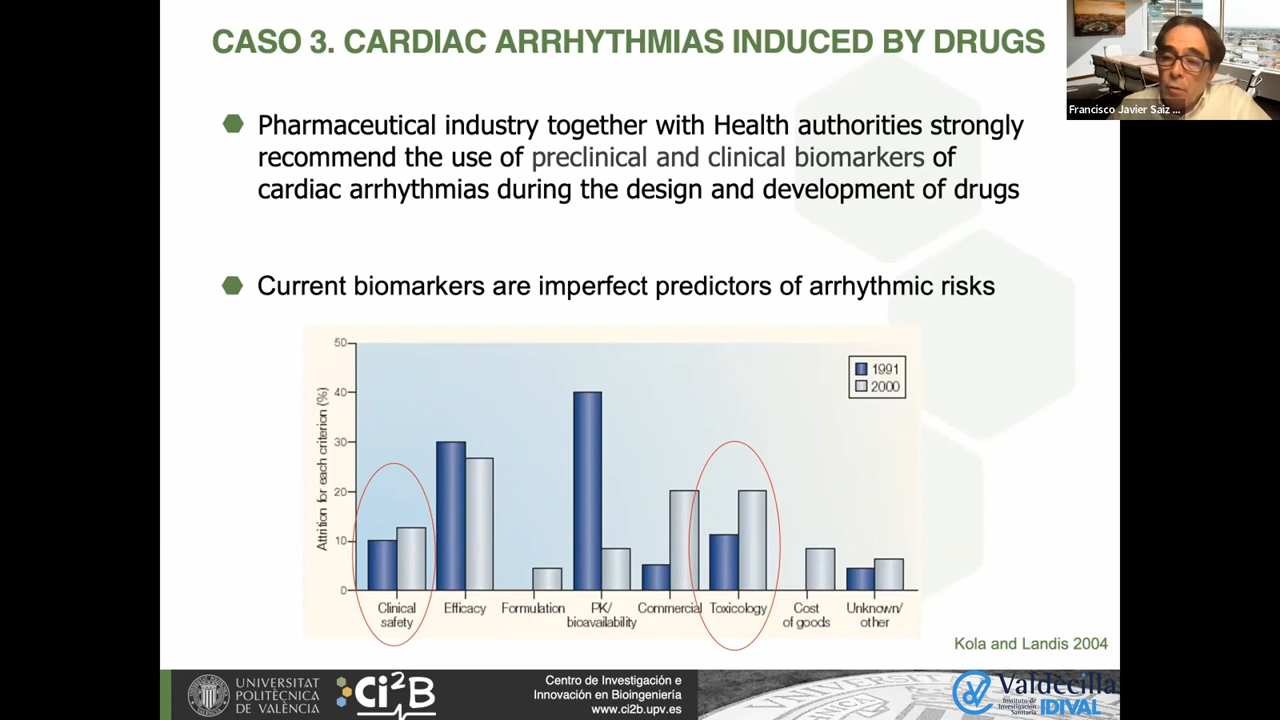 CASO 3. CARDIAC ARRHYTHMIAS INDUCED BY DRUGS
Francisco Javier Saiz ...
Pharmaceutical industry together with Health authorities strongly
recommend the use of preclinical and clinical biomarkers of
cardiac arrhythmias during the design and development of drugs
Current biomarkers are imperfect predictors of arrhythmic risks
Attrition for each criterion (%)
50
40
30
20
10
0
1991
2000
Clinical
safety
Efficacy
Formulation
PK/
bioavailability
Commercial
Toxicology
Cost
of goods
Unknown/
other
Kola and Landis 2004
UNIVERSITAT
POLITÈCNICA
DE VALÈNCIA
Ci2B
Centro de Investigación e
Innovación en Bioingeniería
www.ci2b.upv.es
Valdecilla
Instituto de
Investigación
Sanitaria
IDIVAL